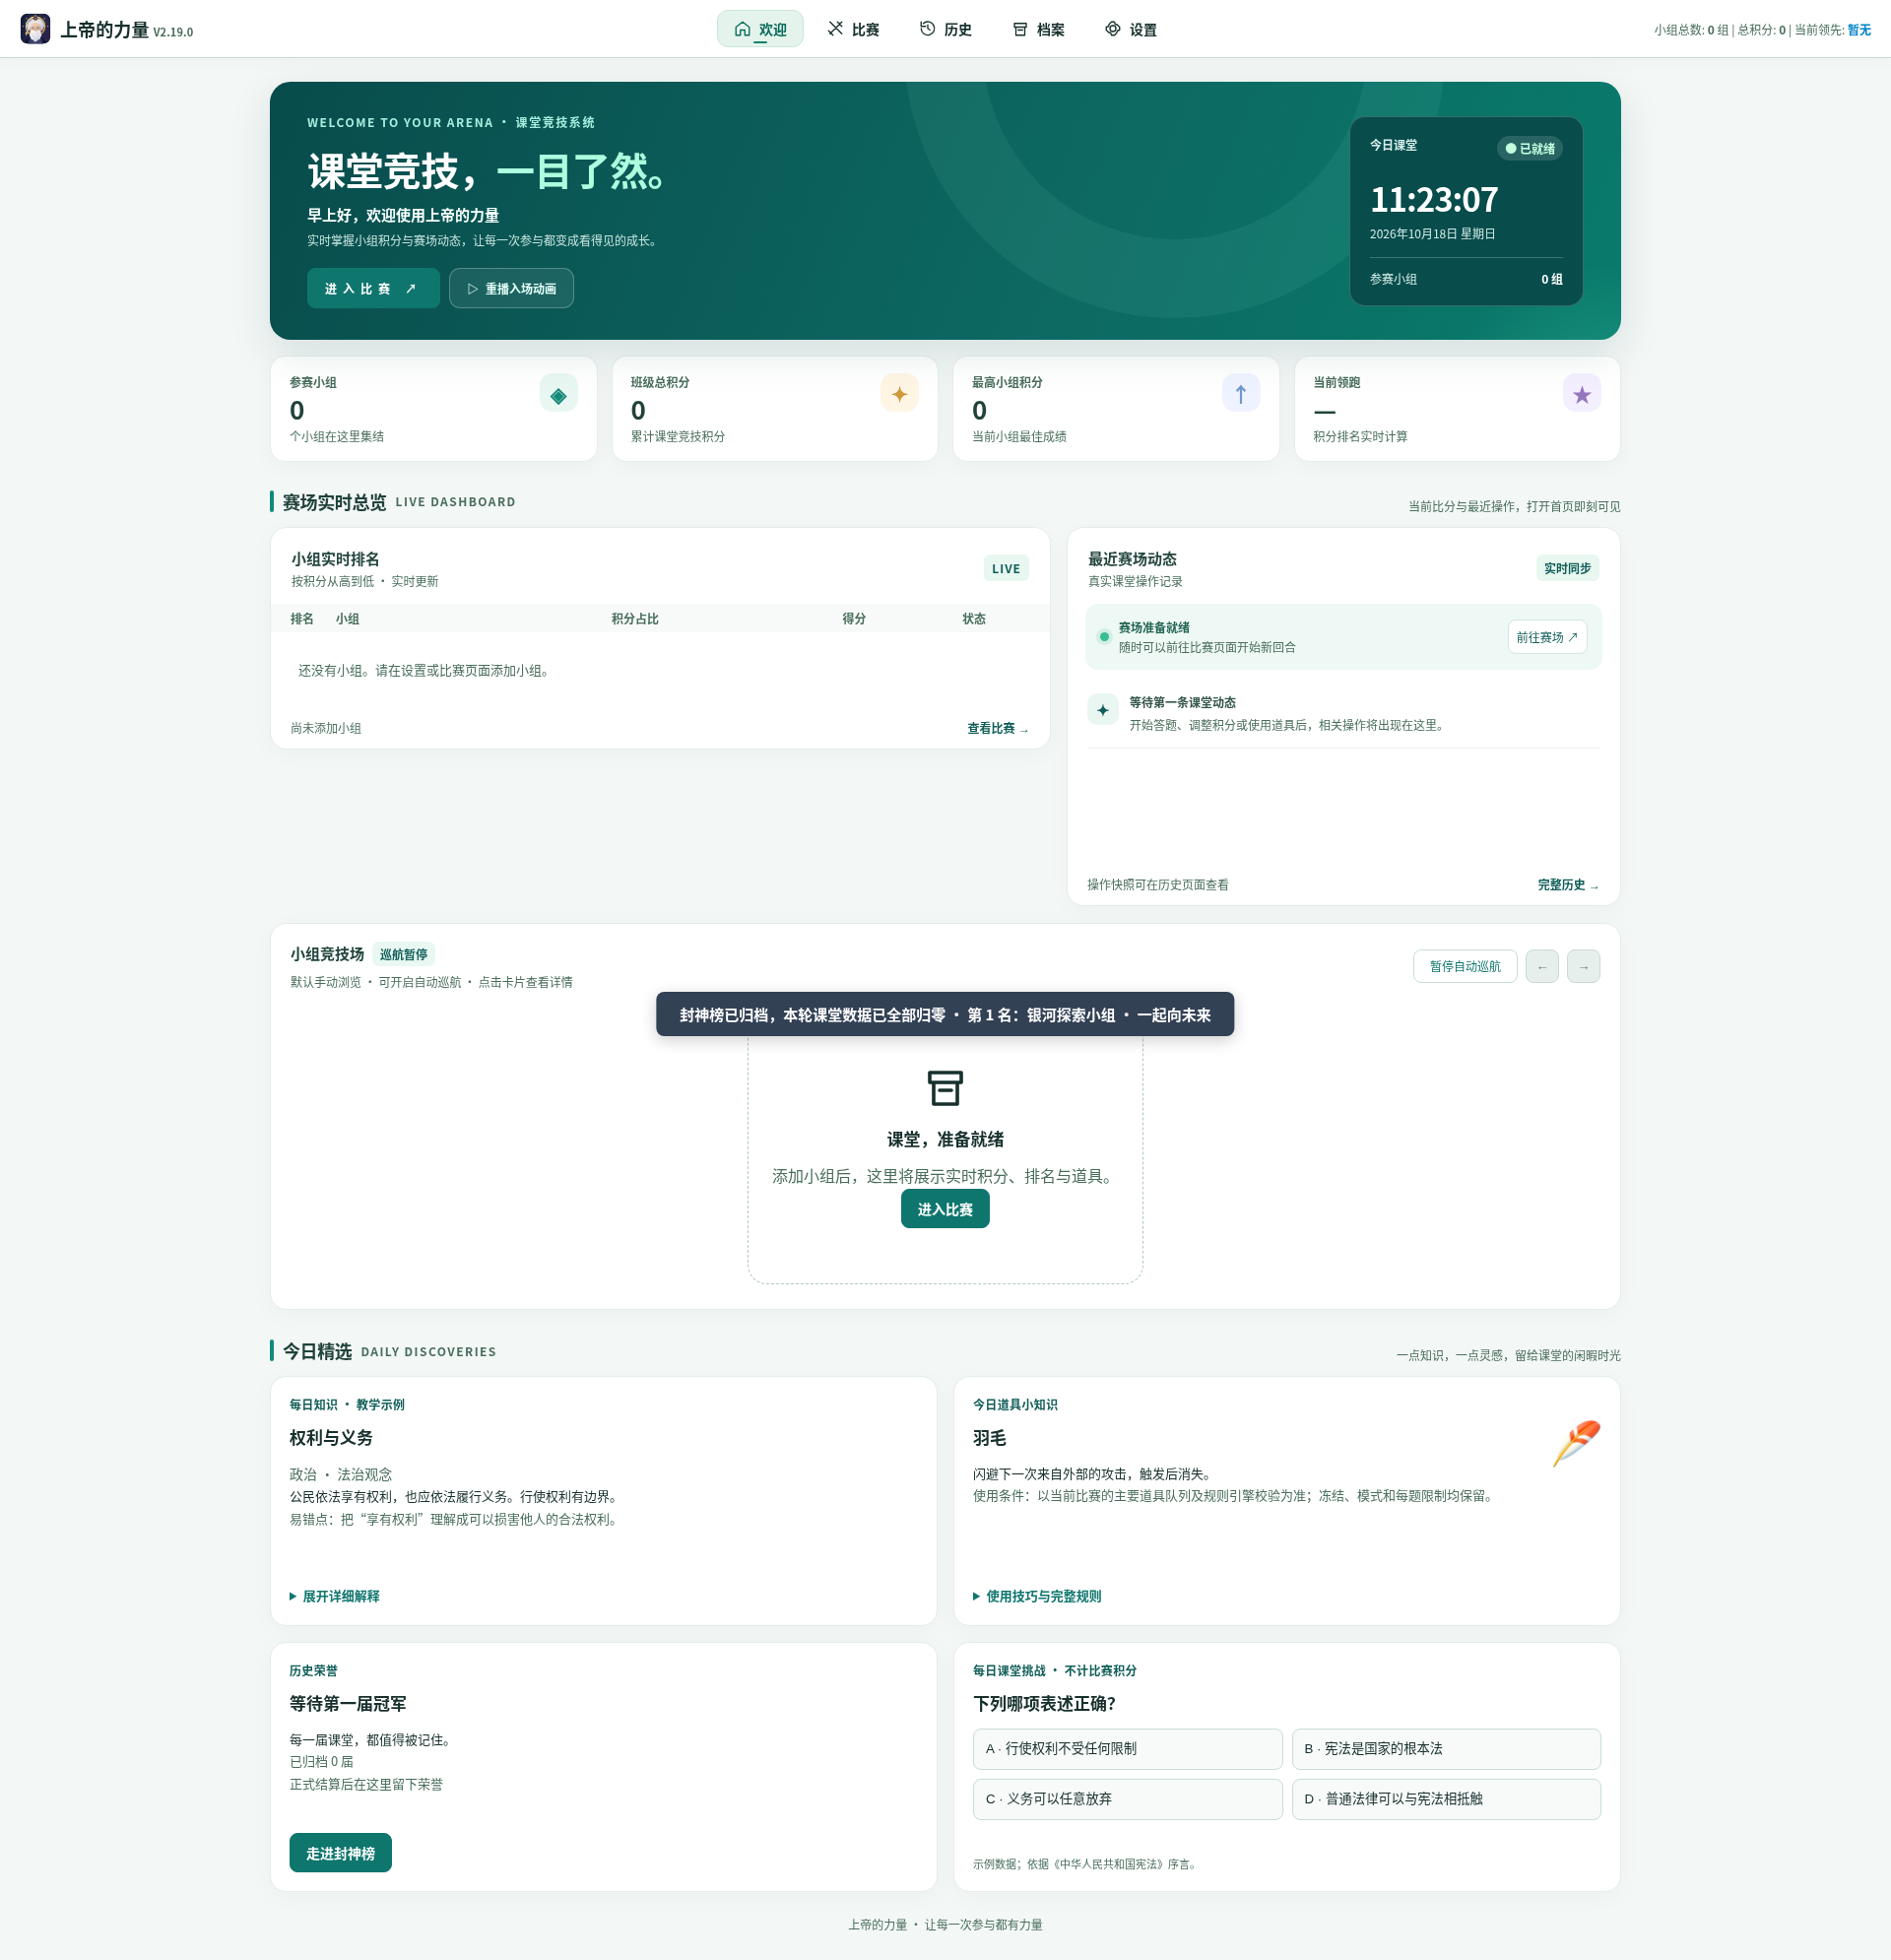 上帝的力量 V2.19.0
欢迎
比赛
历史
档案
设置
小组总数: 0 组 | 总积分: 0 | 当前领先: 暂无
WELCOME TO YOUR ARENA · 课堂竞技系统
课堂竞技，一目了然。
早上好，欢迎使用上帝的力量
实时掌握小组积分与赛场动态，让每一次参与都变成看得见的成长。
进入比赛 ↗
▷ 重播入场动画
今日课堂
已就绪
11:23:07
2026年10月18日 星期日
参赛小组
0 组
参赛小组
0
个小组在这里集结
班级总积分
0
累计课堂竞技积分
最高小组积分
0
当前小组最佳成绩
当前领跑
—
积分排名实时计算
赛场实时总览 LIVE DASHBOARD
当前比分与最近操作，打开首页即刻可见
小组实时排名
按积分从高到低 · 实时更新
LIVE
排名 小组 积分占比 得分 状态
还没有小组。请在设置或比赛页面添加小组。
尚未添加小组
查看比赛 →
最近赛场动态
真实课堂操作记录
实时同步
赛场准备就绪
随时可以前往比赛页面开始新回合
前往赛场 ↗
等待第一条课堂动态
开始答题、调整积分或使用道具后，相关操作将出现在这里。
操作快照可在历史页面查看
完整历史 →
小组竞技场 巡航暂停
默认手动浏览 · 可开启自动巡航 · 点击卡片查看详情
暂停自动巡航
←
→
封神榜已归档，本轮课堂数据已全部归零 · 第 1 名：银河探索小组 · 一起向未来
课堂，准备就绪
添加小组后，这里将展示实时积分、排名与道具。
进入比赛
今日精选 DAILY DISCOVERIES
一点知识，一点灵感，留给课堂的闲暇时光
每日知识 · 教学示例
权利与义务
政治 · 法治观念
公民依法享有权利，也应依法履行义务。行使权利有边界。
易错点：把“享有权利”理解成可以损害他人的合法权利。
▶ 展开详细解释
今日道具小知识
羽毛
闪避下一次来自外部的攻击，触发后消失。
使用条件：以当前比赛的主要道具队列及规则引擎校验为准；冻结、模式和每题限制均保留。
▶ 使用技巧与完整规则
历史荣誉
等待第一届冠军
每一届课堂，都值得被记住。
已归档 0 届
正式结算后在这里留下荣誉
走进封神榜
每日课堂挑战 · 不计比赛积分
下列哪项表述正确？
A · 行使权利不受任何限制
B · 宪法是国家的根本法
C · 义务可以任意放弃
D · 普通法律可以与宪法相抵触
示例数据；依据《中华人民共和国宪法》序言。
上帝的力量 · 让每一次参与都有力量